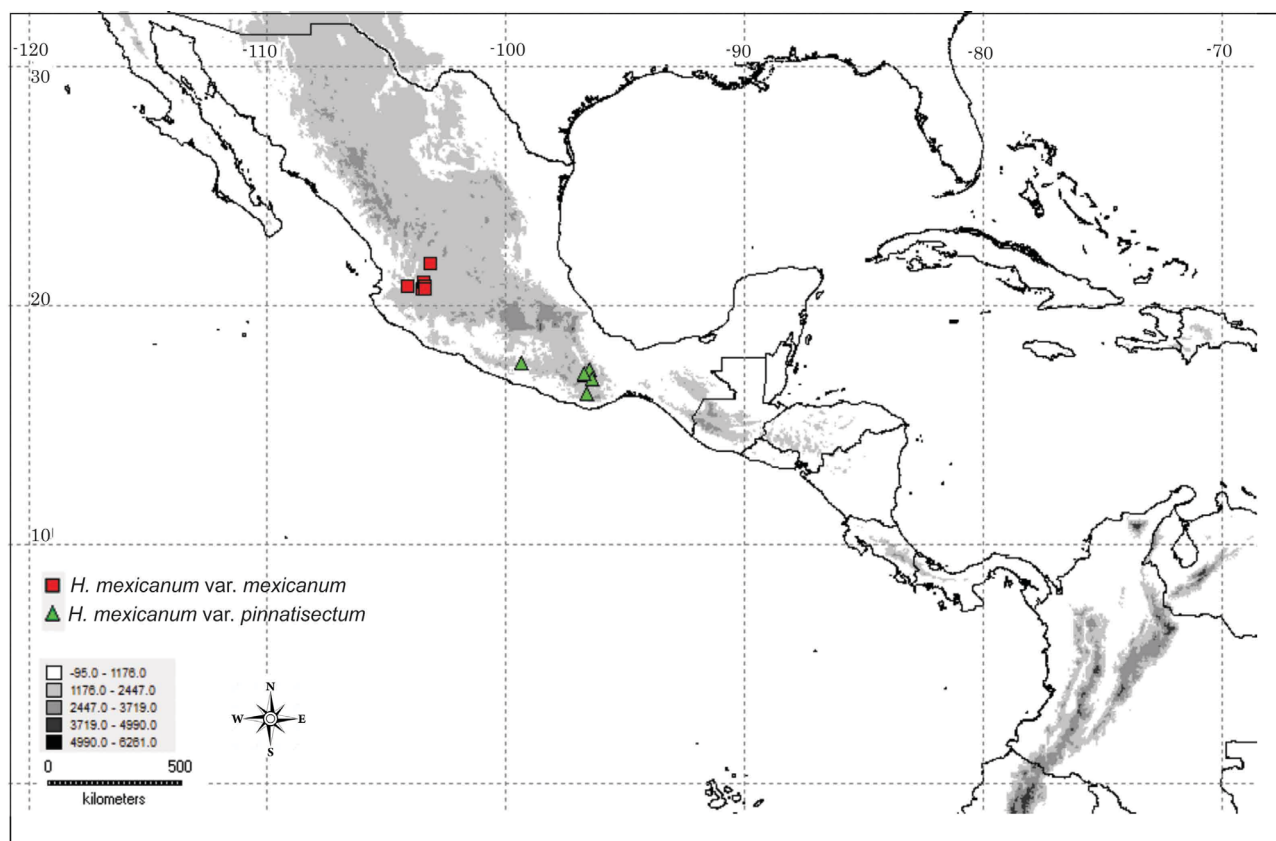 -120 -110 -100 -90 -80 -70
30
20
10
H. mexicanum var. mexicanum
H. mexicanum var. pinnatisectum
-95.0 - 1176.0
1176.0 - 2447.0
2447.0 - 3719.0
3719.0 - 4990.0
4990.0 - 6261.0
N
W E
S
0 500
kilometers